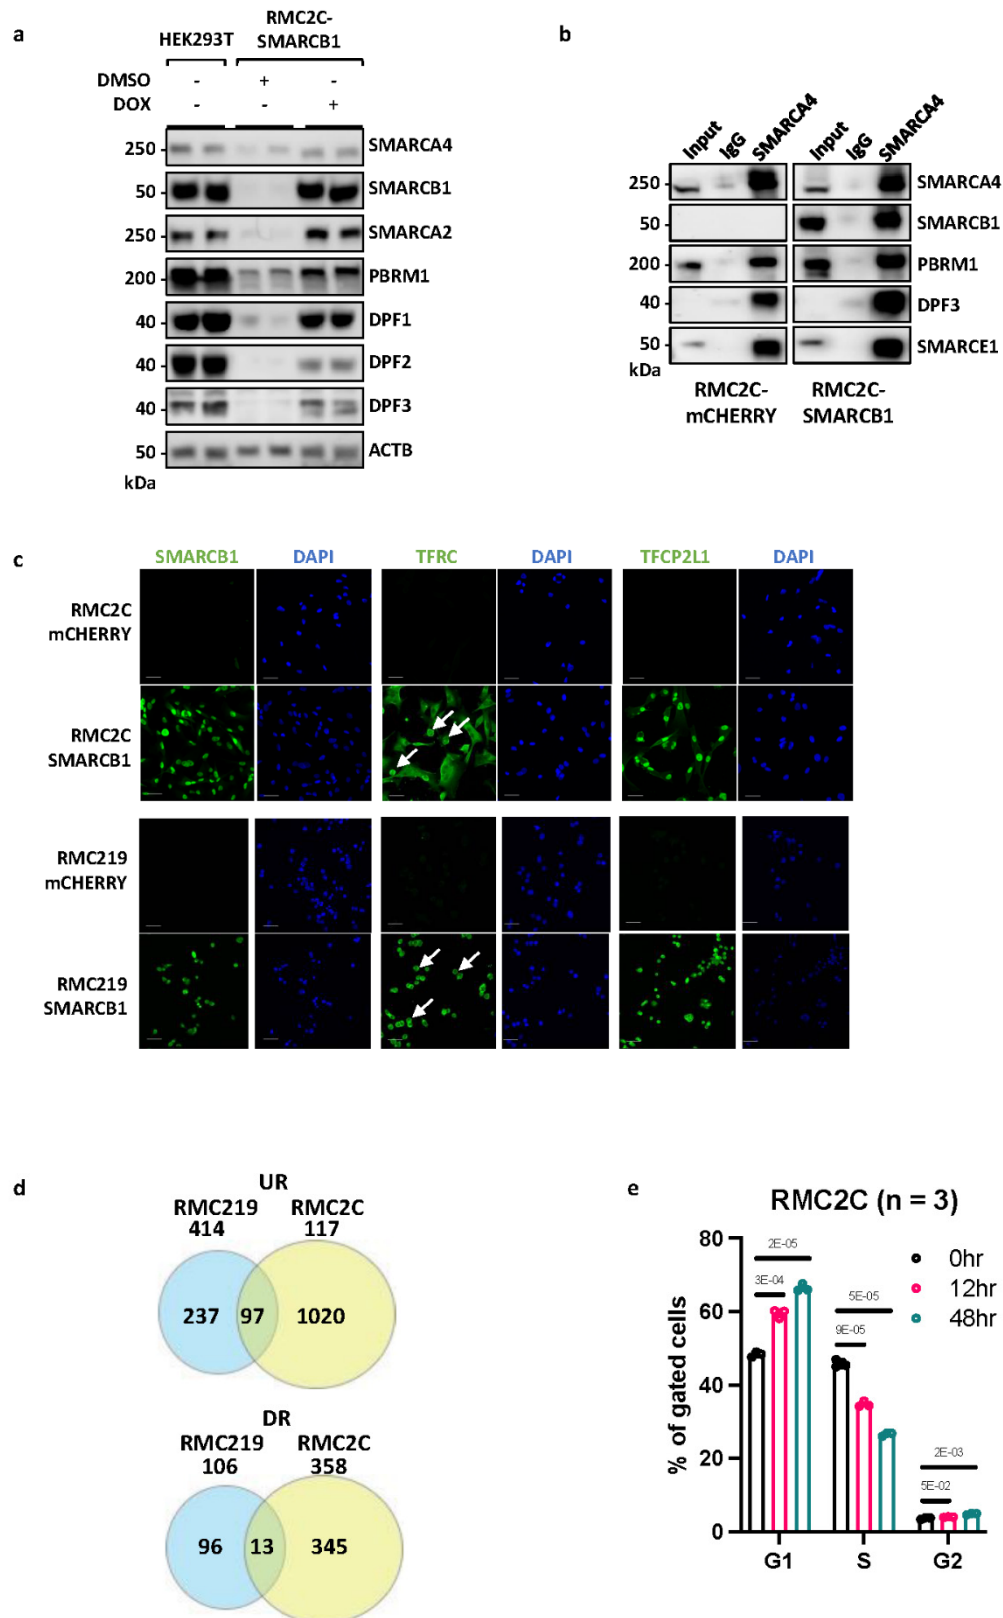 a
HEK293T
RMC2C-
SMARCB1
DMSO - + -
DOX - - +
250 SMARCA4
50 SMARCB1
250 SMARCA2
200 PBRM1
40 DPF1
40 DPF2
40 DPF3
50 ACTB
kDa
b
Input IgG SMARCA4 Input IgG SMARCA4
250 SMARCA4
50 SMARCB1
200 PBRM1
40 DPF3
50 SMARCE1
kDa
RMC2C-
mCHERRY
RMC2C-
SMARCB1
c
SMARCB1 DAPI TFRC DAPI TFCP2L1 DAPI
RMC2C
mCHERRY
RMC2C
SMARCB1
RMC219
mCHERRY
RMC219
SMARCB1
d
UR
RMC219 RMC2C
414 117
237 97 1020
DR
RMC219 RMC2C
106 358
96 13 345
e
RMC2C (n = 3)
% of gated cells
80
60
40
20
0
2E-05
3E-04
5E-05
9E-05
2E-03
5E-02
0hr
12hr
48hr
G1 S G2